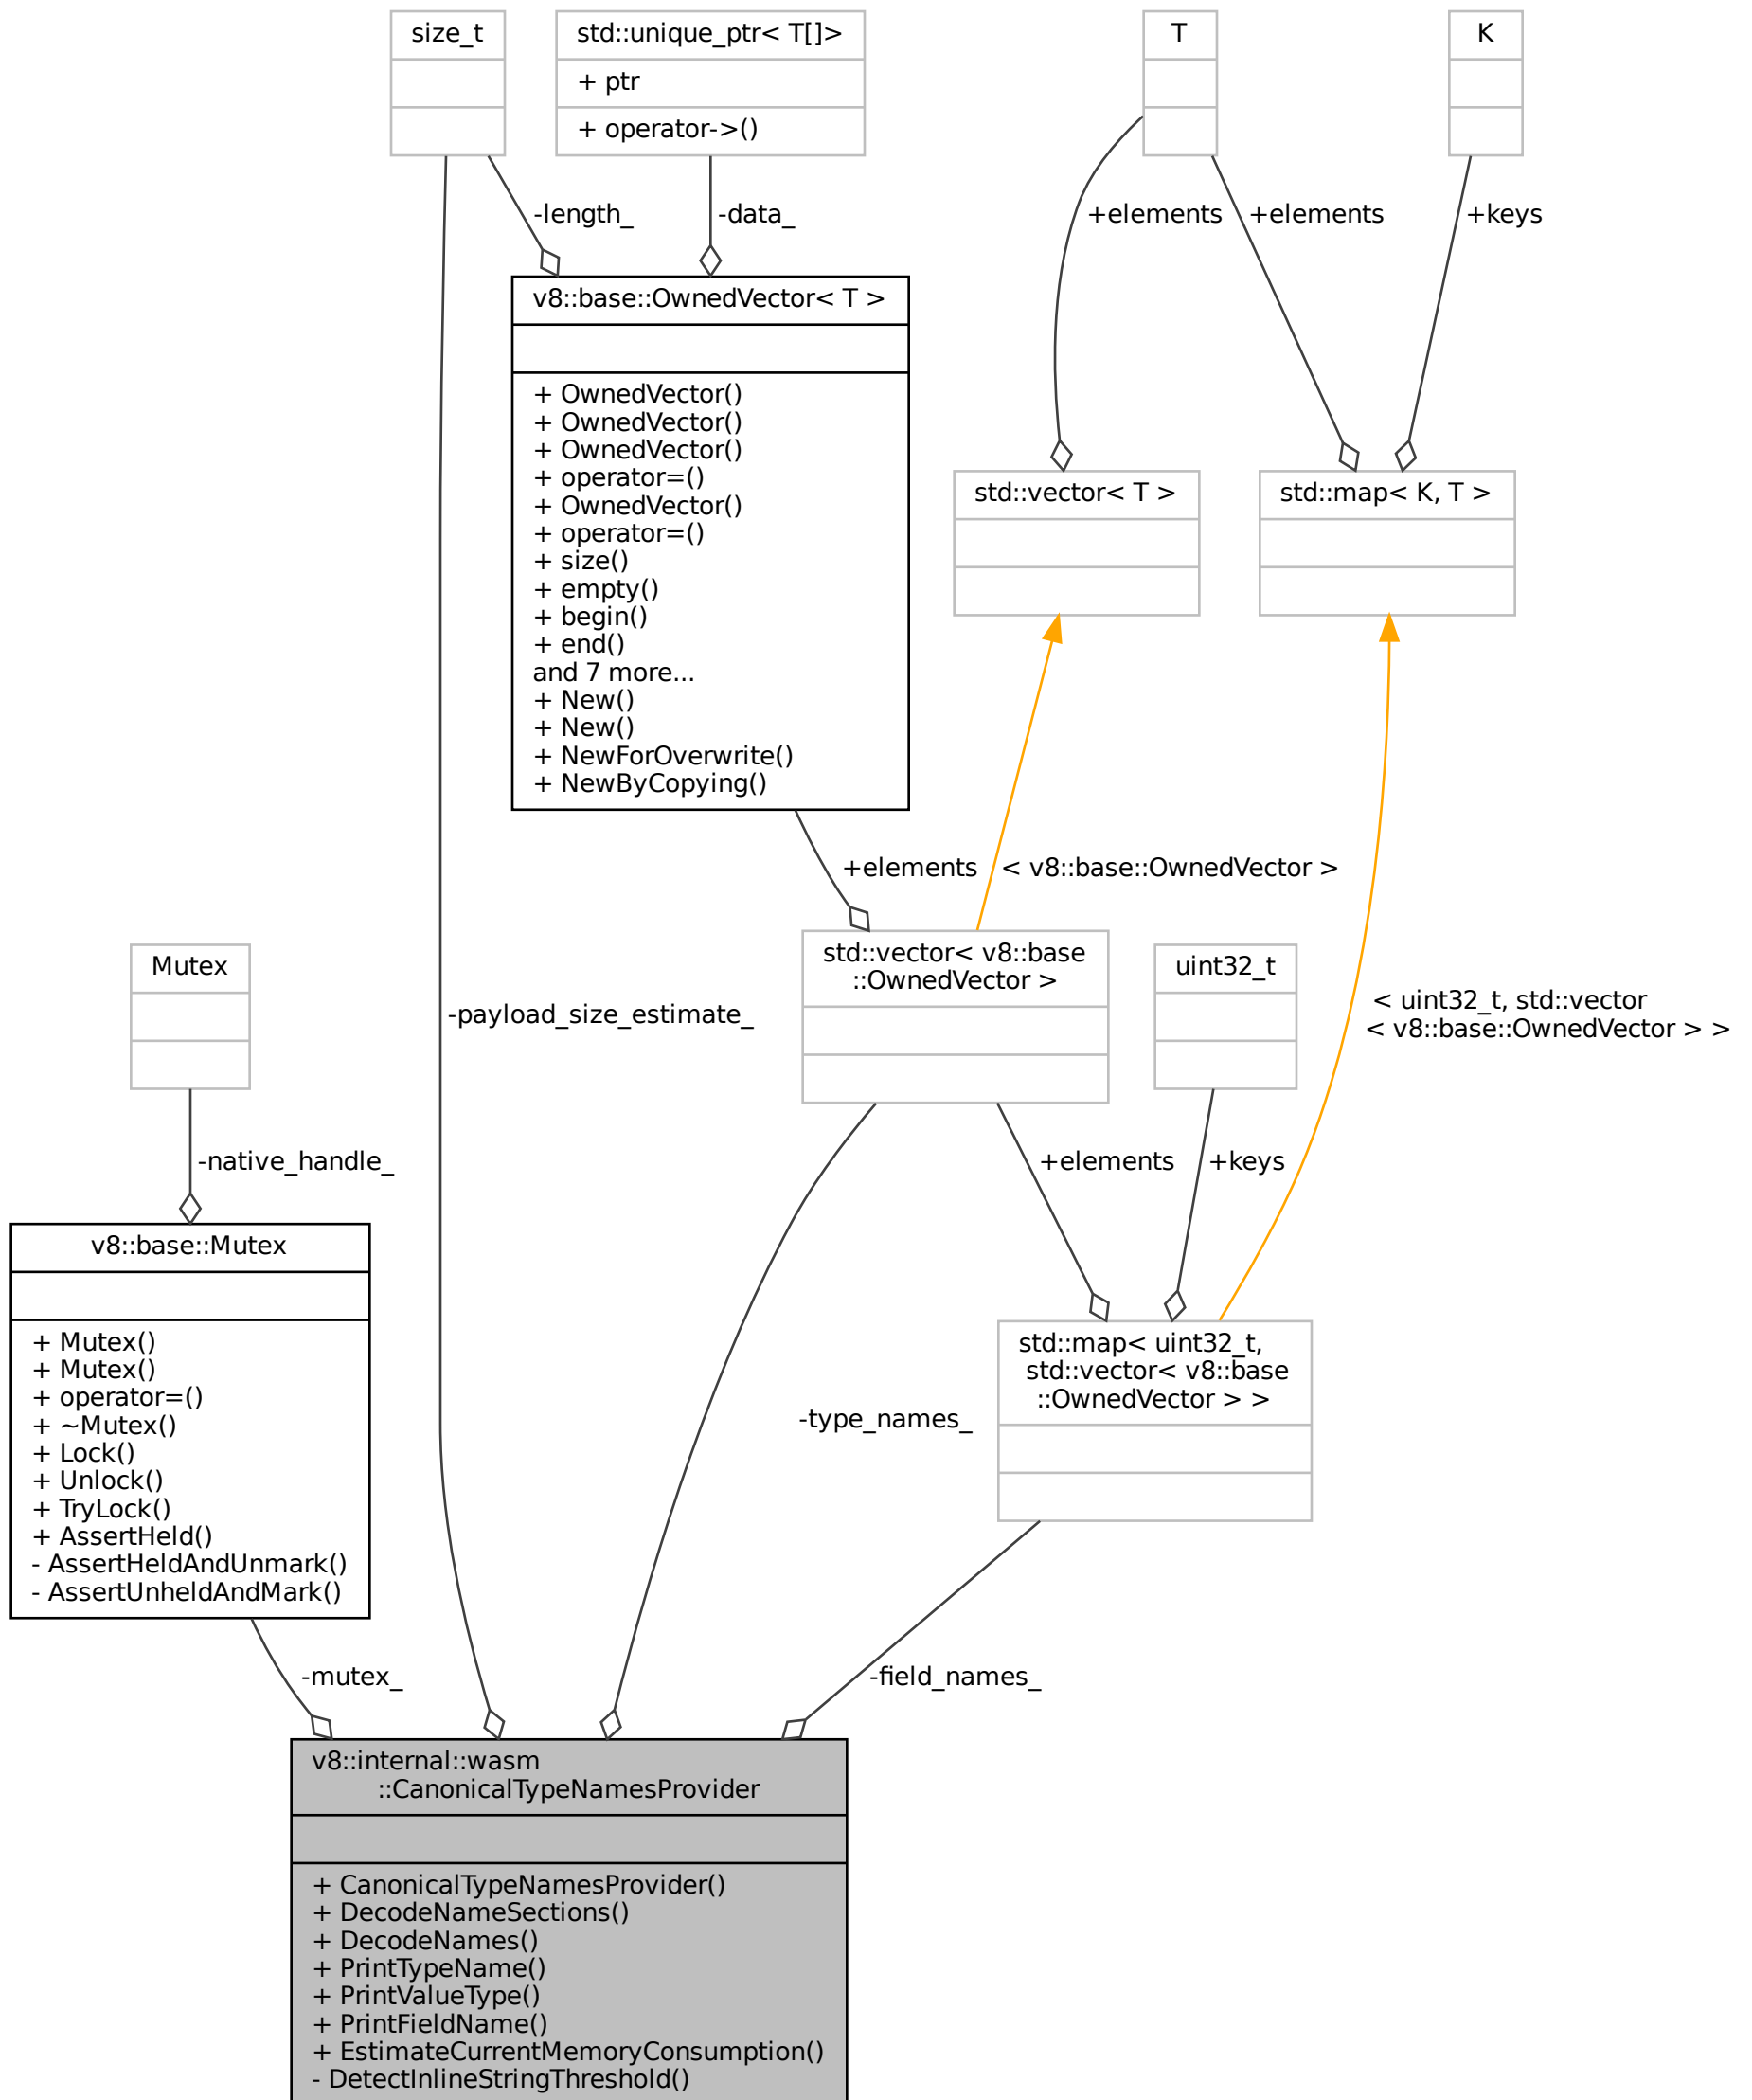 size_t
std::unique_ptr< T[]>
+ ptr
+ operator->()
T
K
-length_
-data_
+elements
+elements
+keys
v8::base::OwnedVector< T >
+ OwnedVector()
+ OwnedVector()
+ OwnedVector()
+ operator=()
+ OwnedVector()
+ operator=()
+ size()
+ empty()
+ begin()
+ end()
and 7 more...
+ New()
+ New()
+ NewForOverwrite()
+ NewByCopying()
std::vector< T >
std::map< K, T >
+elements
< v8::base::OwnedVector >
Mutex
std::vector< v8::base
::OwnedVector >
uint32_t
-payload_size_estimate_
< uint32_t, std::vector
< v8::base::OwnedVector > >
-native_handle_
+elements
+keys
v8::base::Mutex
+ Mutex()
+ Mutex()
+ operator=()
+ ~Mutex()
+ Lock()
+ Unlock()
+ TryLock()
+ AssertHeld()
- AssertHeldAndUnmark()
- AssertUnheldAndMark()
std::map< uint32_t,
std::vector< v8::base
::OwnedVector > >
-type_names_
-mutex_
-field_names_
v8::internal::wasm
::CanonicalTypeNamesProvider
+ CanonicalTypeNamesProvider()
+ DecodeNameSections()
+ DecodeNames()
+ PrintTypeName()
+ PrintValueType()
+ PrintFieldName()
+ EstimateCurrentMemoryConsumption()
- DetectInlineStringThreshold()